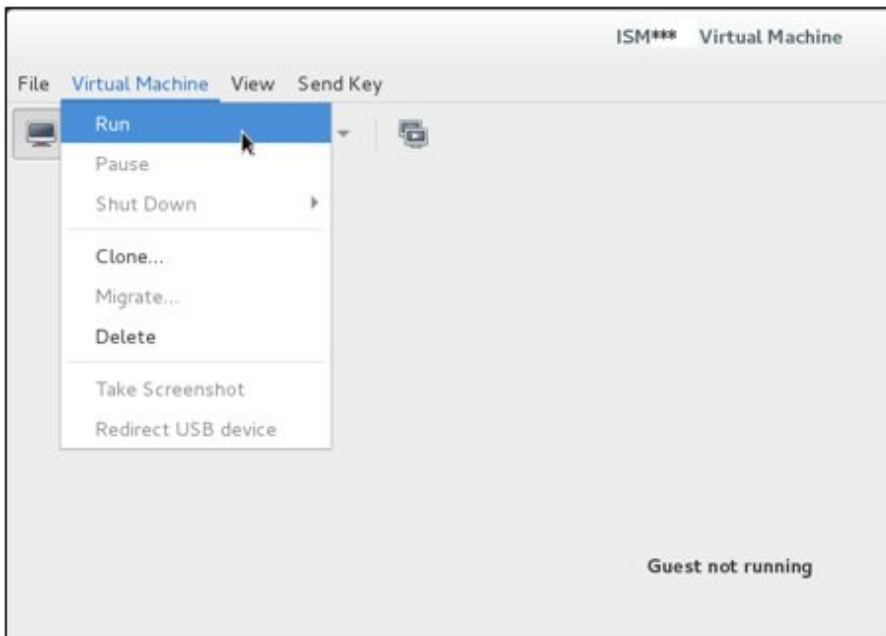 ISM*** Virtual Machine
File Virtual Machine View Send Key
Run
Pause
Shut Down
Clone...
Migrate...
Delete
Take Screenshot
Redirect USB device
Guest not running